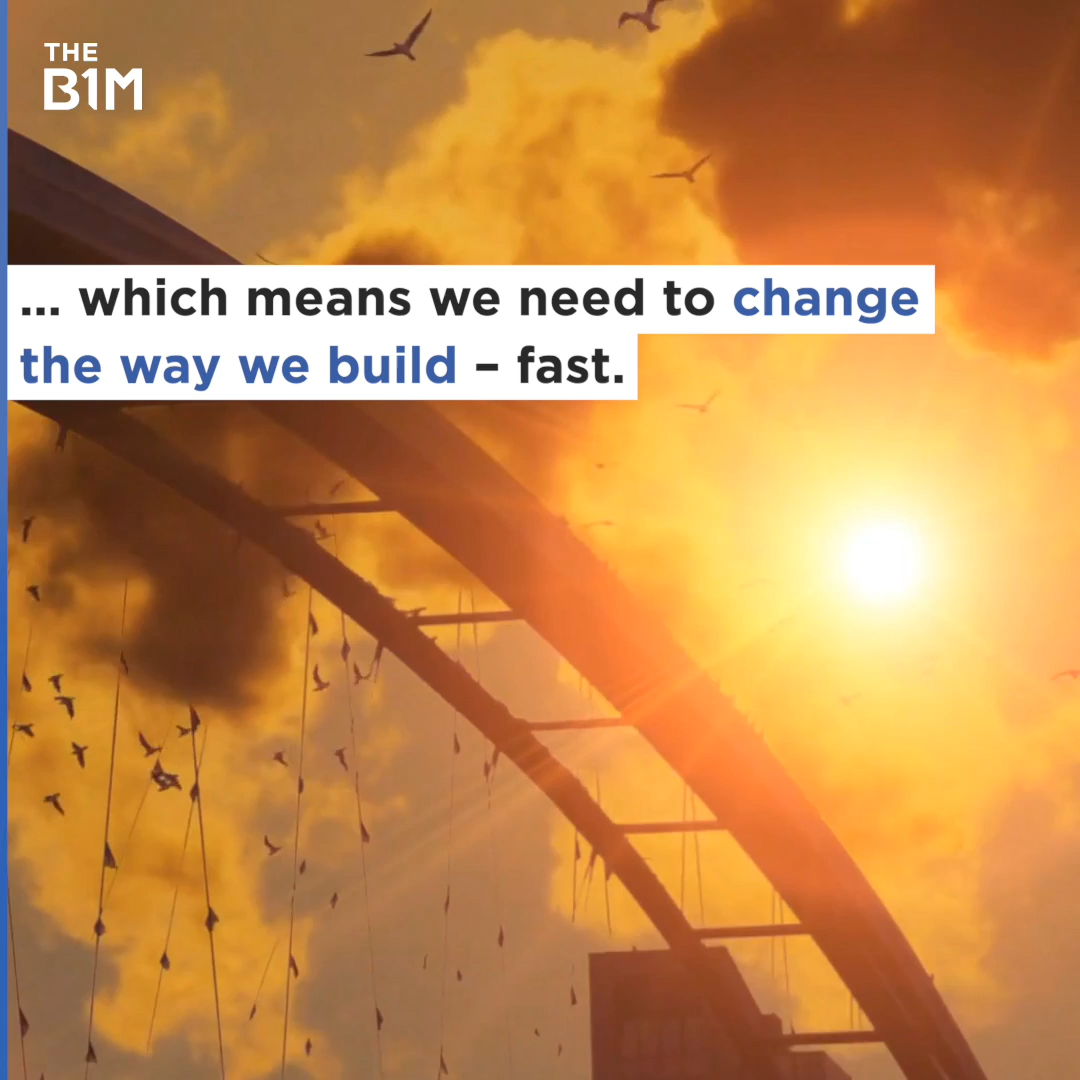 THE
B1M
... which means we need to change
the way we build – fast.